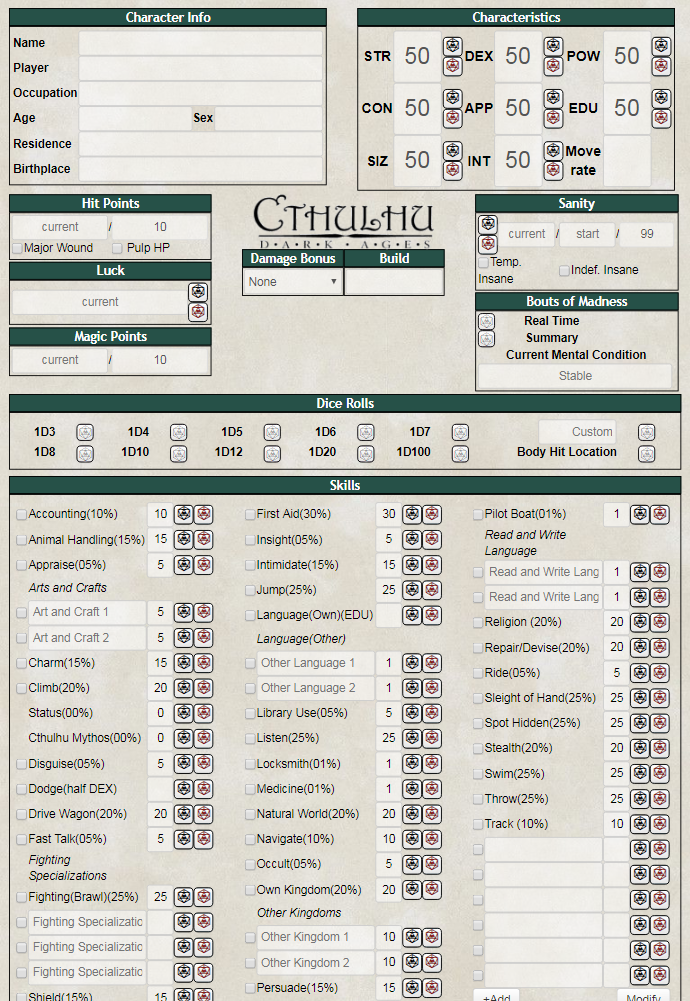 Character Info
Name
Player
Occupation
Age Sex
Residence
Birthplace
Characteristics
STR 50 DEX 50 POW 50
CON 50 APP 50 EDU 50
SIZ 50 INT 50 Move rate
Hit Points
current / 10
Major Wound Pulp HP
Luck
current
Magic Points
current / 10
CTHULHU
D·A·R·K·A·G·E·S
Damage Bonus Build
None
Sanity
current / start / 99
Temp. Insane Indef. Insane
Bouts of Madness
Real Time
Summary
Current Mental Condition
Stable
Dice Rolls
1D3 1D4 1D5 1D6 1D7 Custom
1D8 1D10 1D12 1D20 1D100 Body Hit Location
Skills
Accounting(10%) 10
Animal Handling(15%) 15
Appraise(05%) 5
Arts and Crafts
Art and Craft 1 5
Art and Craft 2 5
Charm(15%) 15
Climb(20%) 20
Status(00%) 0
Cthulhu Mythos(00%) 0
Disguise(05%) 5
Dodge(half DEX)
Drive Wagon(20%) 20
Fast Talk(05%) 5
Fighting
Specializations
Fighting(Brawl)(25%) 25
Fighting Specializatic
Fighting Specializatic
Fighting Specializatic
Shield(15%) 15
First Aid(30%) 30
Insight(05%) 5
Intimidate(15%) 15
Jump(25%) 25
Language(Own)(EDU)
Language(Other)
Other Language 1 1
Other Language 2 1
Library Use(05%) 5
Listen(25%) 25
Locksmith(01%) 1
Medicine(01%) 1
Natural World(20%) 20
Navigate(10%) 10
Occult(05%) 5
Own Kingdom(20%) 20
Other Kingdoms
Other Kingdom 1 10
Other Kingdom 2 10
Persuade(15%) 15
Pilot Boat(01%) 1
Read and Write
Language
Read and Write Lang 1
Read and Write Lang 1
Religion (20%) 20
Repair/Devise(20%) 20
Ride(05%) 5
Sleight of Hand(25%) 25
Spot Hidden(25%) 25
Stealth(20%) 20
Swim(25%) 25
Throw(25%) 25
Track (10%) 10
+Add Modify